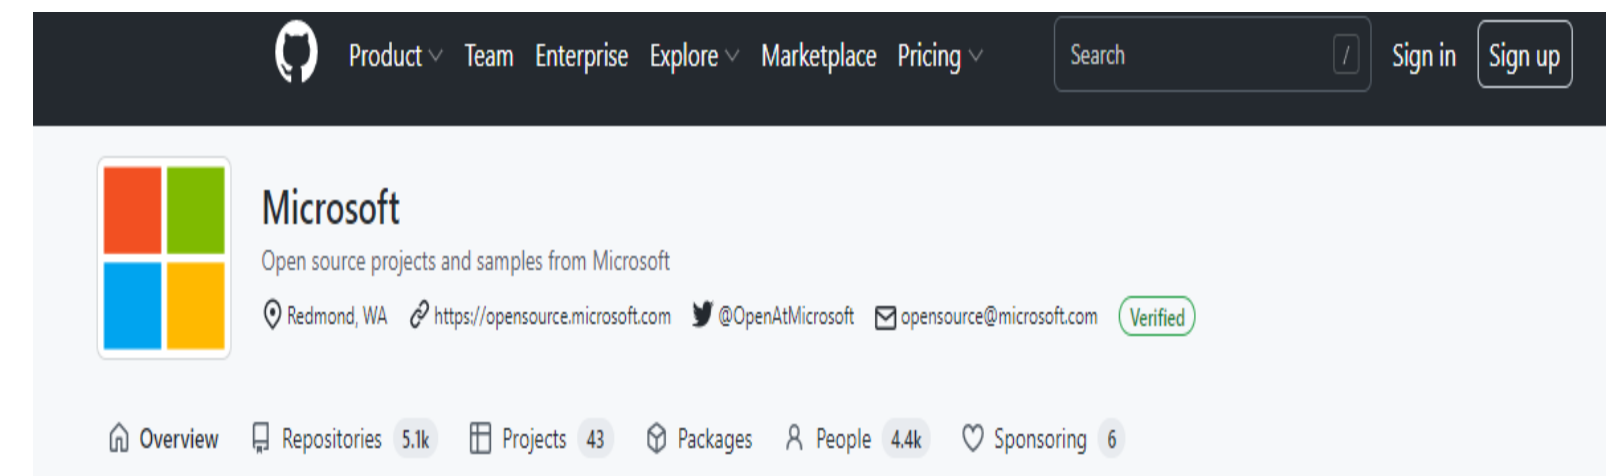 Product Team Enterprise Explore Marketplace Pricing Search / Sign in Sign up
Microsoft
Open source projects and samples from Microsoft
Redmond, WA https://opensource.microsoft.com @OpenAtMicrosoft opensource@microsoft.com Verified
Overview Repositories 5.1k Projects 43 Packages People 4.4k Sponsoring 6